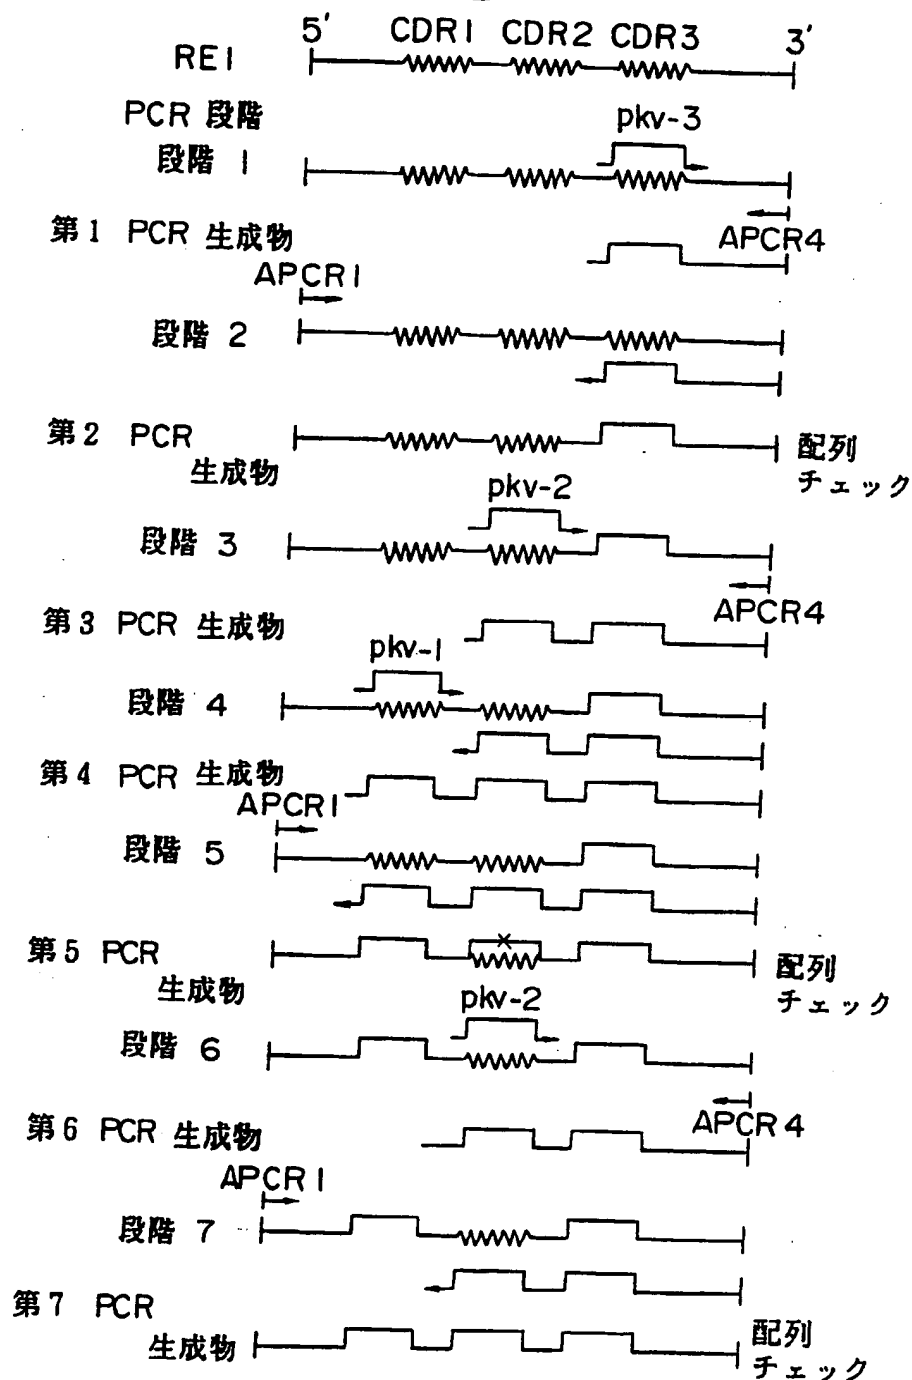 5' CDR1 CDR2 CDR3 3'
RE1
PCR 段階
pkv-3
段階 1
APCR4
第1 PCR 生成物
APCR1
段階 2
第2 PCR
生成物
配列
チェック
pkv-2
段階 3
APCR4
第3 PCR 生成物
pkv-1
段階 4
第4 PCR 生成物
APCR1
段階 5
第5 PCR
生成物
×
配列
チェック
pkv-2
段階 6
APCR4
第6 PCR 生成物
APCR1
段階 7
第7 PCR
生成物
配列
チェック